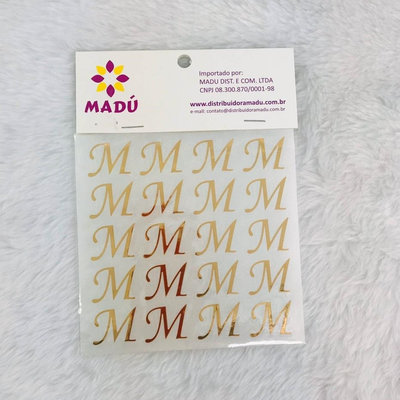 MADÚ
Importado por:
MADÚ DIST. E COM. LTDA
CNPJ 08.300.870/0001-98
www.distribuidoramadu.com.br
e-mail: contato@distribuidoramadu.com.br
M M M M
M M M M
M M M M
M M M M
M M M M